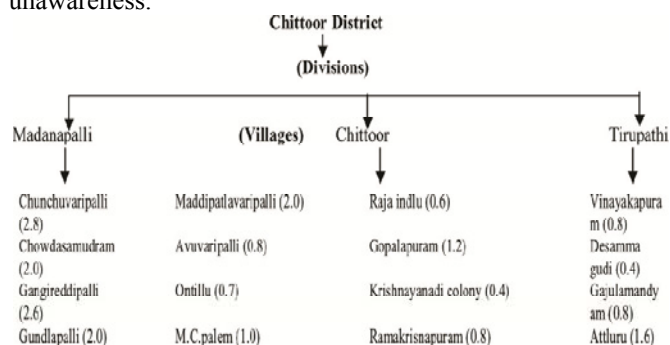 unawareness.
Chittoor District
(Divisions)
Madanapalli (Villages) Chittoor Tirupathi
Chunchuvaripalli Maddipatlavaripalli (2.0) Raja indlu (0.6) Vinayakapura
(2.8) m (0.8)
Chowdasamudram Avuvaripalli (0.8) Gopalapuram (1.2) Desamma
(2.0) gudi (0.4)
Gangireddipalli Ontillu (0.7) Krishnayanadi colony (0.4) Gajulamandy
(2.6) am (0.8)
Gundlapalli (2.0) M.C.palem (1.0) Ramakrisnapuram (0.8) Attluru (1.6)